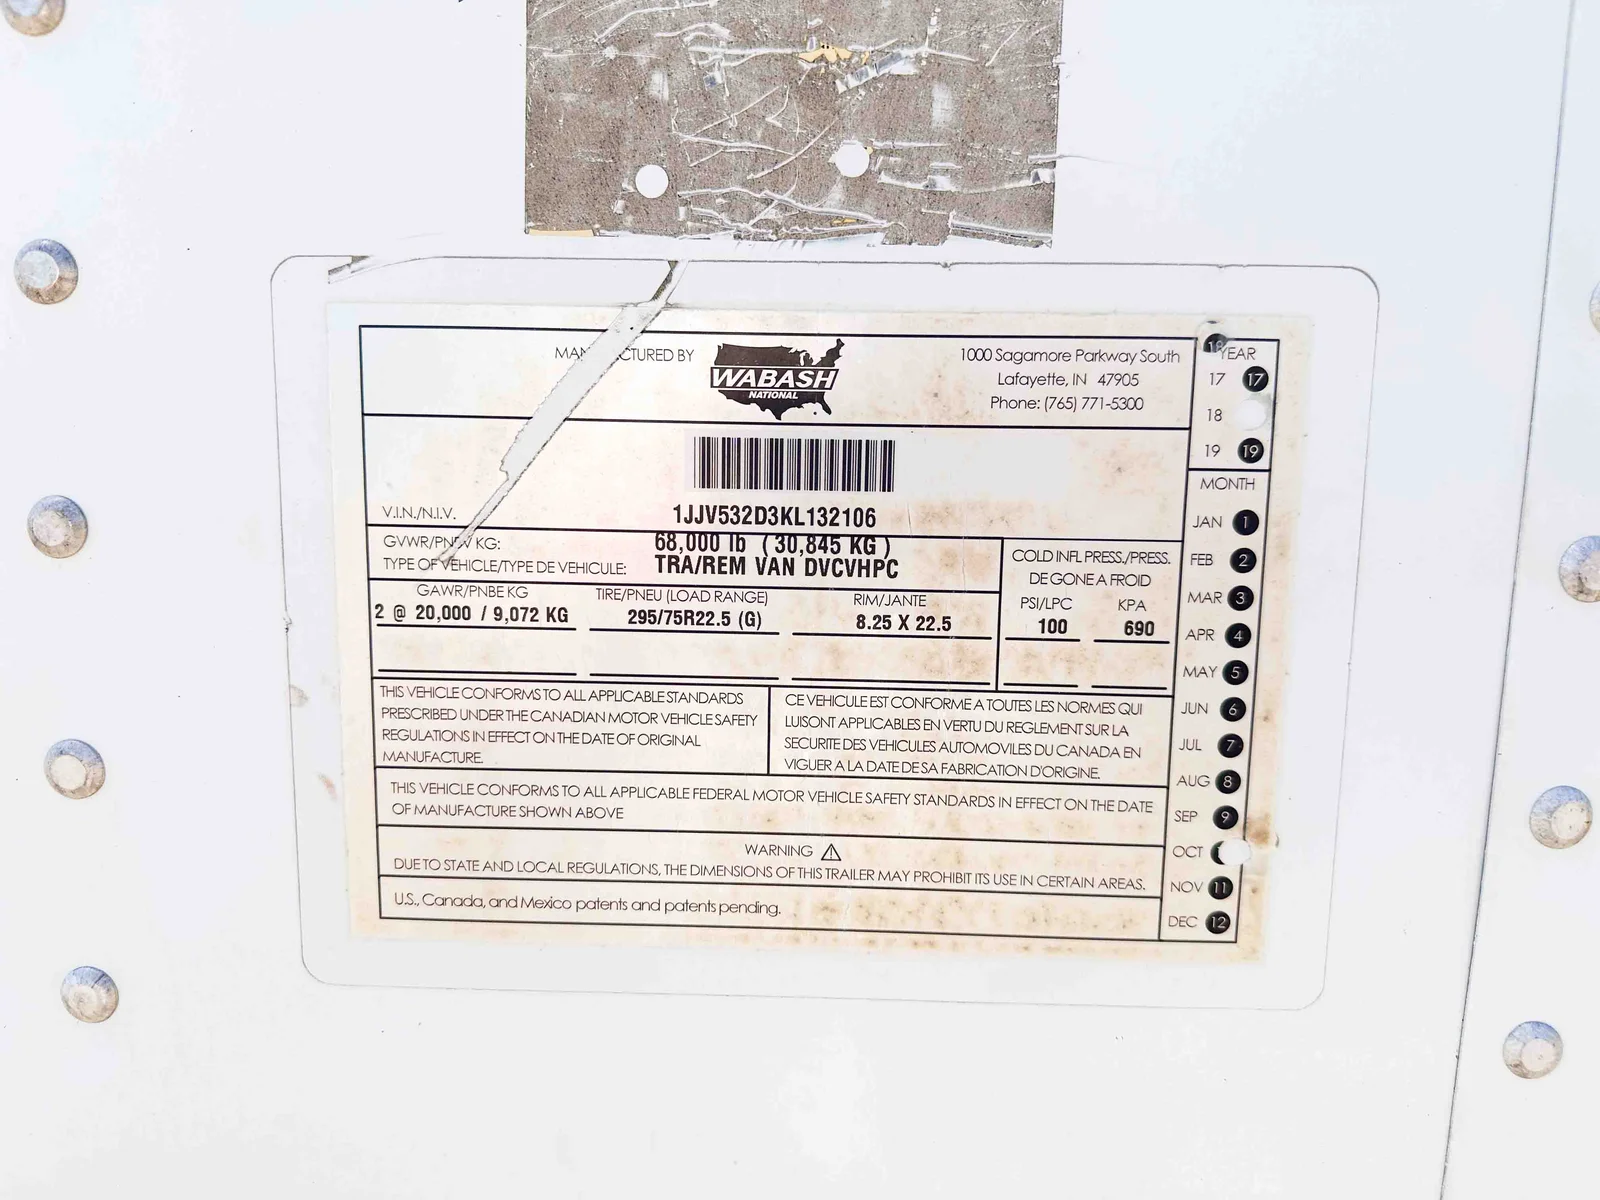 MAN CTURED BY
WABASH
NATIONAL
1000 Sagamore Parkway South
Lafayette, IN 47905
Phone: (765) 771-5300
V.I.N./N.I.V.
1JJV532D3KL132106
GVWR/PNBV KG: 68,000 lb ( 30,845 KG )
TYPE OF VEHICLE/TYPE DE VEHICULE: TRA/REM VAN DVCVHPC
GAWR/PNBE KG
2 @ 20,000 / 9,072 KG
TIRE/PNEU (LOAD RANGE)
295/75R22.5 (G)
RIM/JANTE
8.25 X 22.5
COLD INFL PRESS./PRESS.
DE GONE A FROID
PSI/LPC KPA
100 690
THIS VEHICLE CONFORMS TO ALL APPLICABLE STANDARDS
PRESCRIBED UNDER THE CANADIAN MOTOR VEHICLE SAFETY
REGULATIONS IN EFFECT ON THE DATE OF ORIGINAL
MANUFACTURE.
CE VEHICULE EST CONFORME A TOUTES LES NORMES QUI
LUISONT APPLICABLES EN VERTU DU REGLEMENT SUR LA
SECURITE DES VEHICULES AUTOMOVILES DU CANADA EN
VIGUER A LA DATE DE SA FABRICATION D'ORIGINE.
THIS VEHICLE CONFORMS TO ALL APPLICABLE FEDERAL MOTOR VEHICLE SAFETY STANDARDS IN EFFECT ON THE DATE
OF MANUFACTURE SHOWN ABOVE
WARNING
DUE TO STATE AND LOCAL REGULATIONS, THE DIMENSIONS OF THIS TRAILER MAY PROHIBIT ITS USE IN CERTAIN AREAS.
U.S., Canada, and Mexico patents and patents pending.
18
YEAR
17 17
18
19 19
MONTH
JAN 1
FEB 2
MAR 3
APR 4
MAY 5
JUN 6
JUL 7
AUG 8
SEP 9
OCT
NOV 11
DEC 12